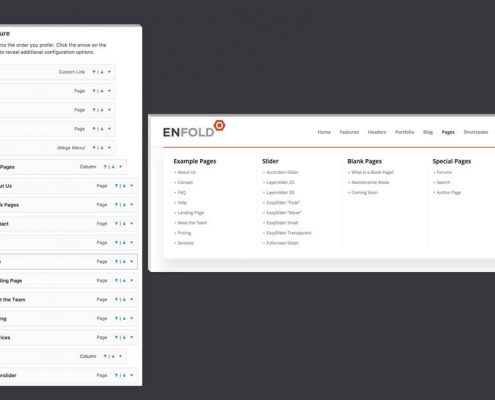 ure
into the order you prefer. Click the arrow on the
to reveal additional configuration options.
Custom Link
Page
Page
Page
(Mega Menu)
Pages Column
ut Us Page
k Pages Page
tact Page
Page
Page
ding Page Page
t the Team Page
ing Page
vices Page
Column
erslider Page
ENFOLD
Home Features Headers Portfolio Blog Pages Shortcodes
Example Pages
About Us
Contact
FAQ
Help
Landing Page
Meet the Team
Pricing
Services
Slider
Accordion Slider
Layerslider 2D
Layerslider 3D
EasySlider "Fade"
EasySlider "Move"
EasySlider Small
EasySlider Transparent
Fullscreen Slider
Blank Pages
What is a Blank Page?
Maintenance Mode
Coming Soon
Special Pages
Forums
Search
Author Page